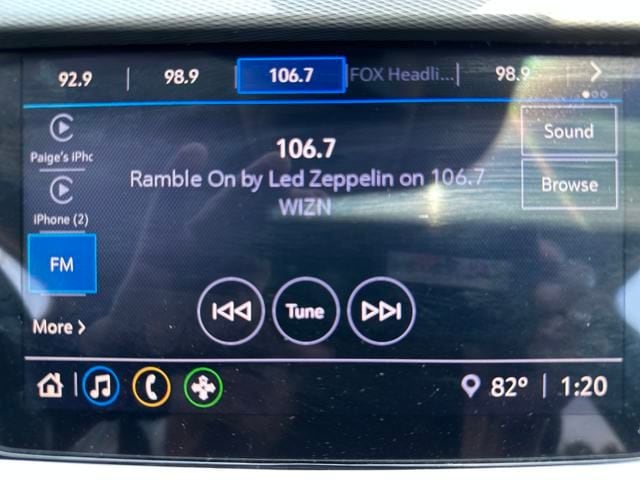 92.9
98.9
106.7
FOX Headli...
98.9
Paige's iPhc
iPhone (2)
FM
More >
106.7
Ramble On by Led Zeppelin on 106.7
WIZN
Sound
Browse
Tune
82° 1:20